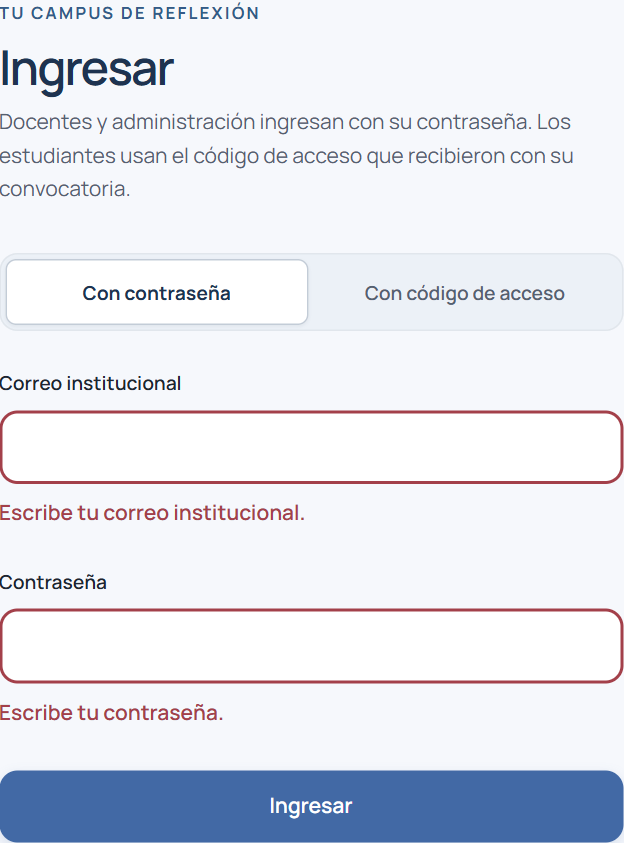 TU CAMPUS DE REFLEXIÓN
Ingresar
Docentes y administración ingresan con su contraseña. Los
estudiantes usan el código de acceso que recibieron con su
convocatoria.
Con contraseña
Con código de acceso
Correo institucional
Escribe tu correo institucional.
Contraseña
Escribe tu contraseña.
Ingresar